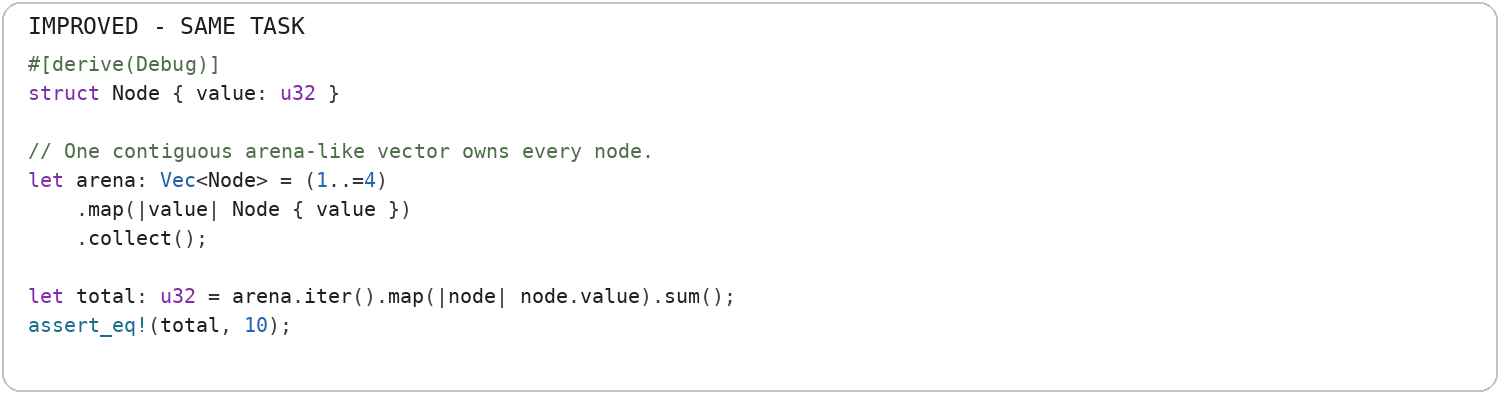 IMPROVED - SAME TASK
#[derive(Debug)]
struct Node { value: u32 }
// One contiguous arena-like vector owns every node.
let arena: Vec<Node> = (1..=4)
    .map(|value| Node { value })
    .collect();
let total: u32 = arena.iter().map(|node| node.value).sum();
assert_eq!(total, 10);